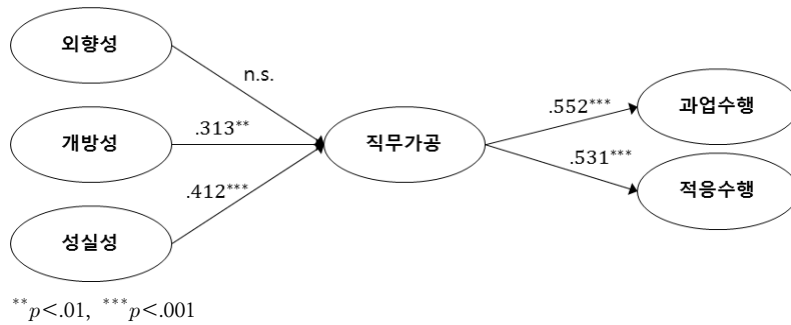 외향성
n.s.
개방성
.313**
성실성
.412***
직무가공
.552***
과업수행
.531***
적응수행
**p<.01, ***p<.001